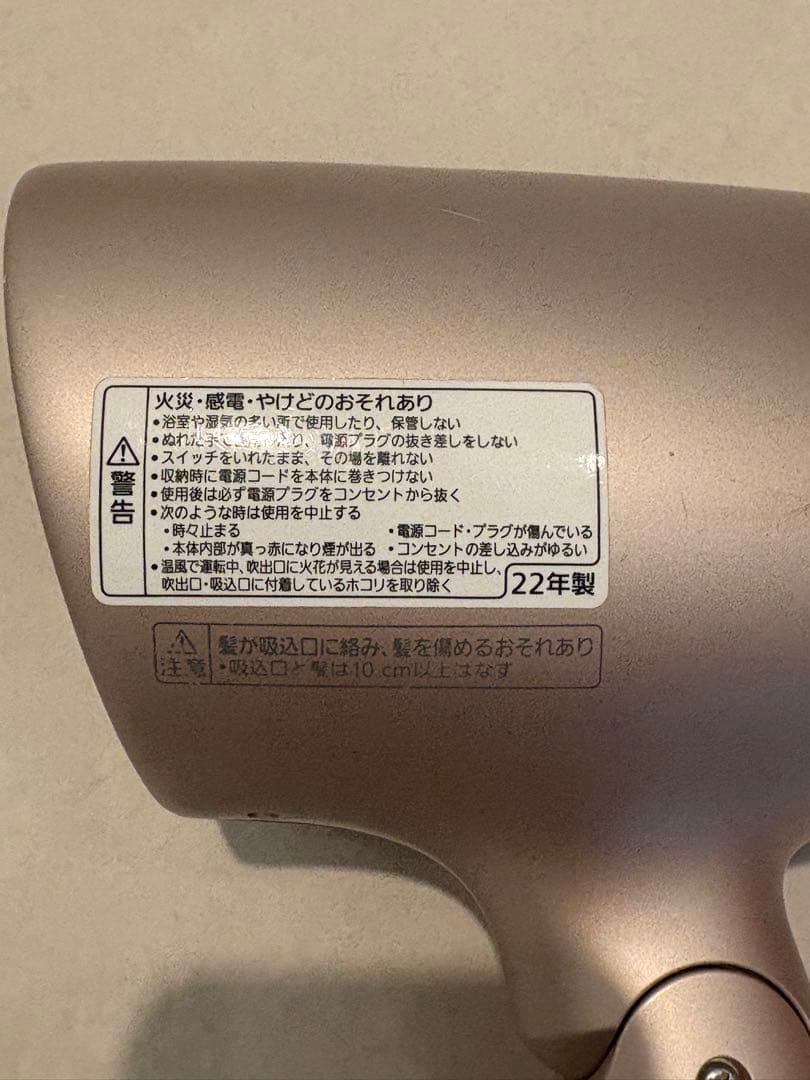 警告
火災・感電・やけどのおそれあり
•浴室や湿気の多い所で使用したり、保管しない
•ぬれたまま り、電源プラグの抜き差しをしない
•スイッチをいれたまま、その場を離れない
•収納時に電源コードを本体に巻きつけない
•使用後は必ず電源プラグをコンセントから抜く
•次のような時は使用を中止する
・時々止まる ・電源コード・プラグが傷んでいる
・本体内部が真っ赤になり煙が出る ・コンセントの差し込みがゆるい
•温風で運転中、吹出口に火花が見える場合は使用を中止し、
吹出口・吸込口に付着しているホコリを取り除く
22年製
注意
髪が吸込口に絡み、髪を傷めるおそれあり
・吸込口と髪は10 cm以上はなす